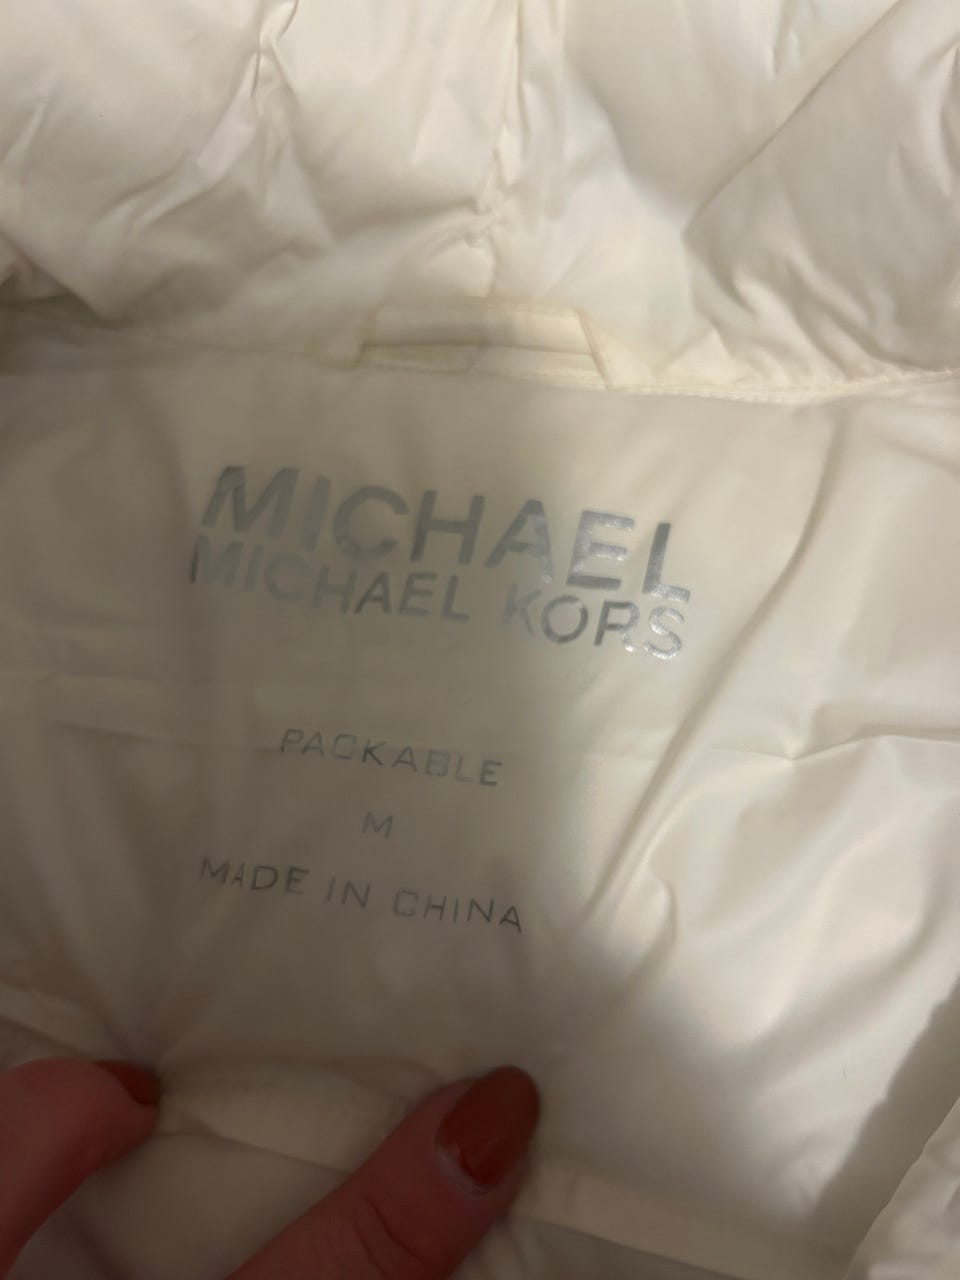 MICHAEL
MICHAEL KORS
PACKABLE
M
MADE IN CHINA